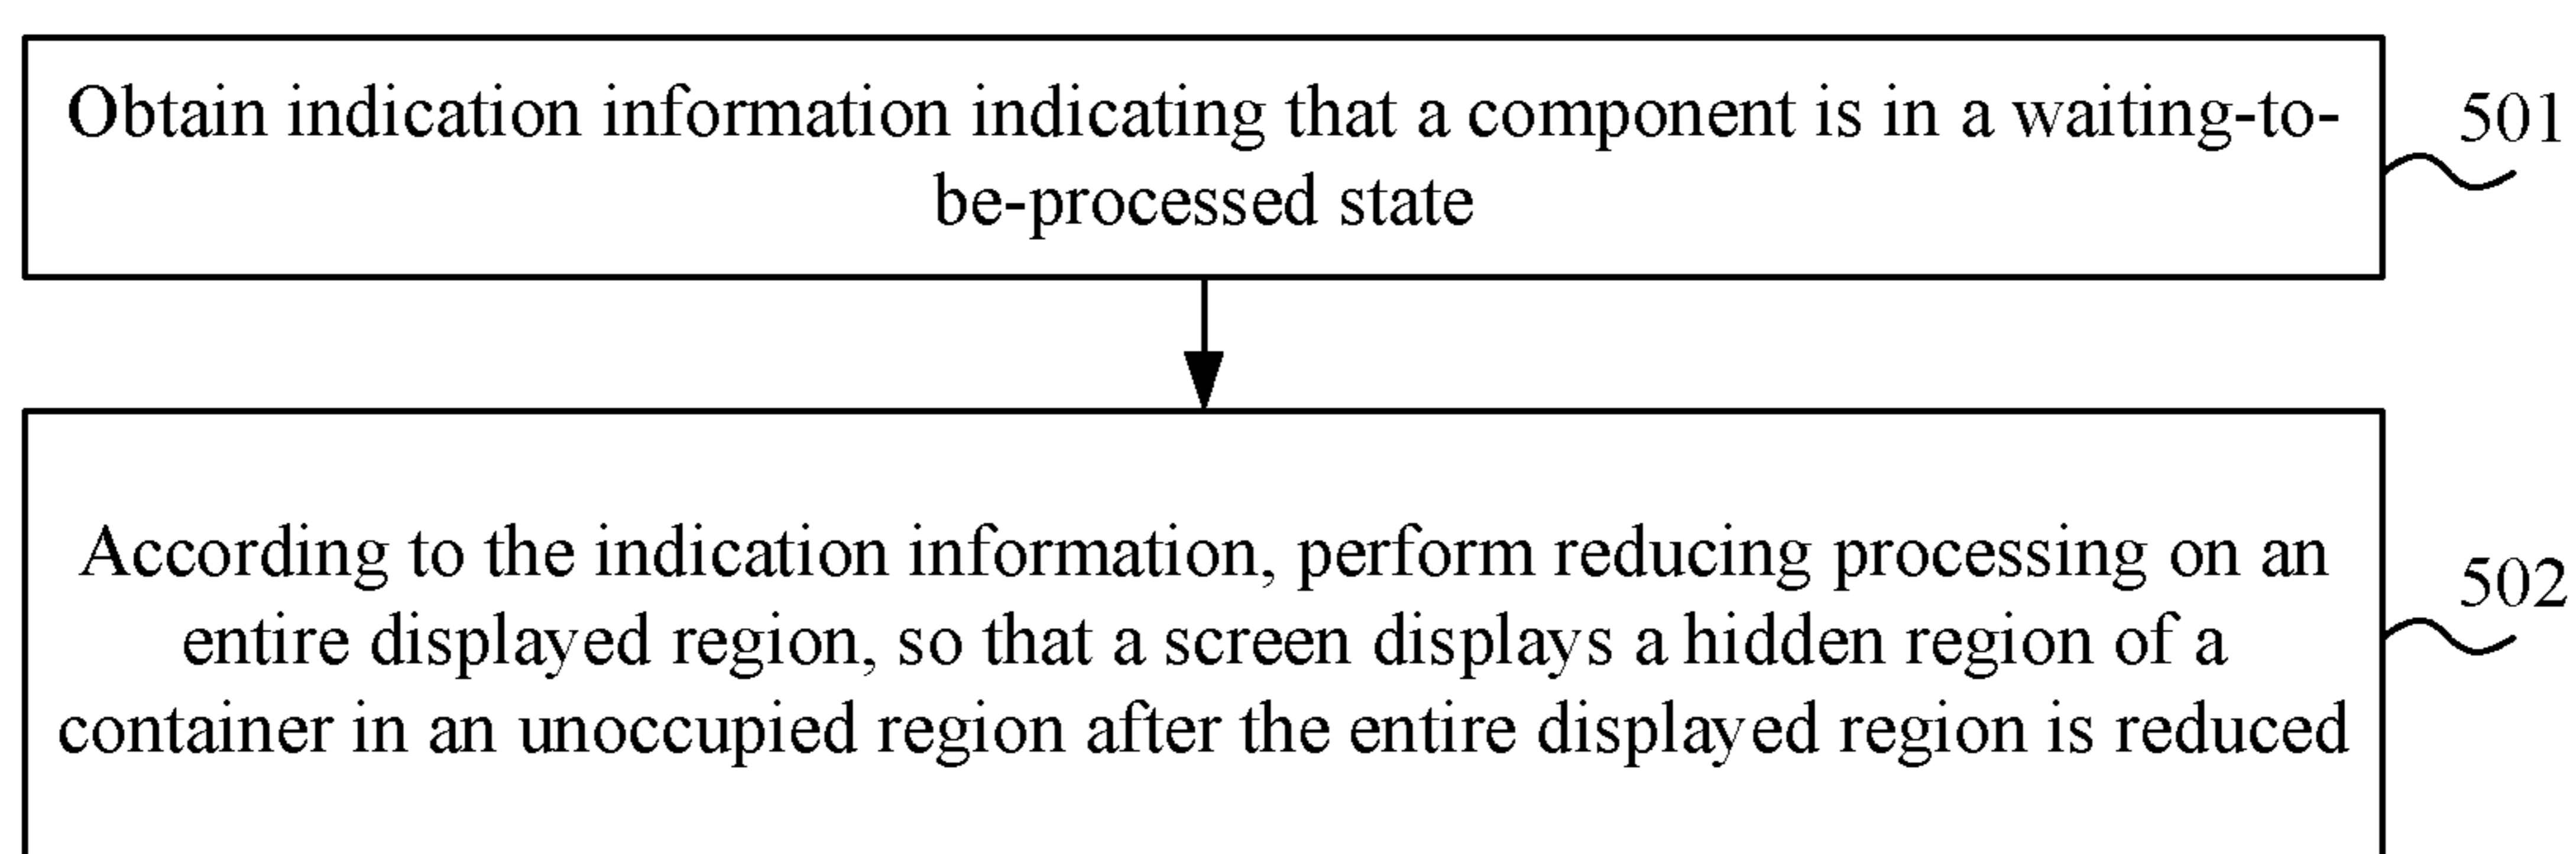 Obtain indication information indicating that a component is in a waiting-to-
be-processed state
501
According to the indication information, perform reducing processing on an
entire displayed region, so that a screen displays a hidden region of a
container in an unoccupied region after the entire displayed region is reduced
502